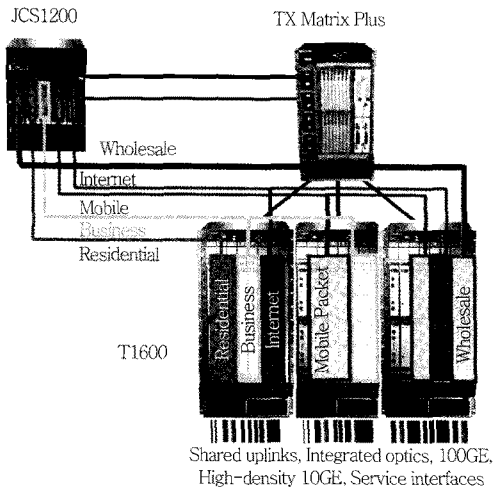 JCS1200
TX Matrix Plus
Wholesale
Internet
Mobile
Business
Residential
Residential
Business
Internet
Mobile Packet
Wholesale
T1600
Shared uplinks, Integrated optics, 100GE,
High-density 10GE, Service interfaces